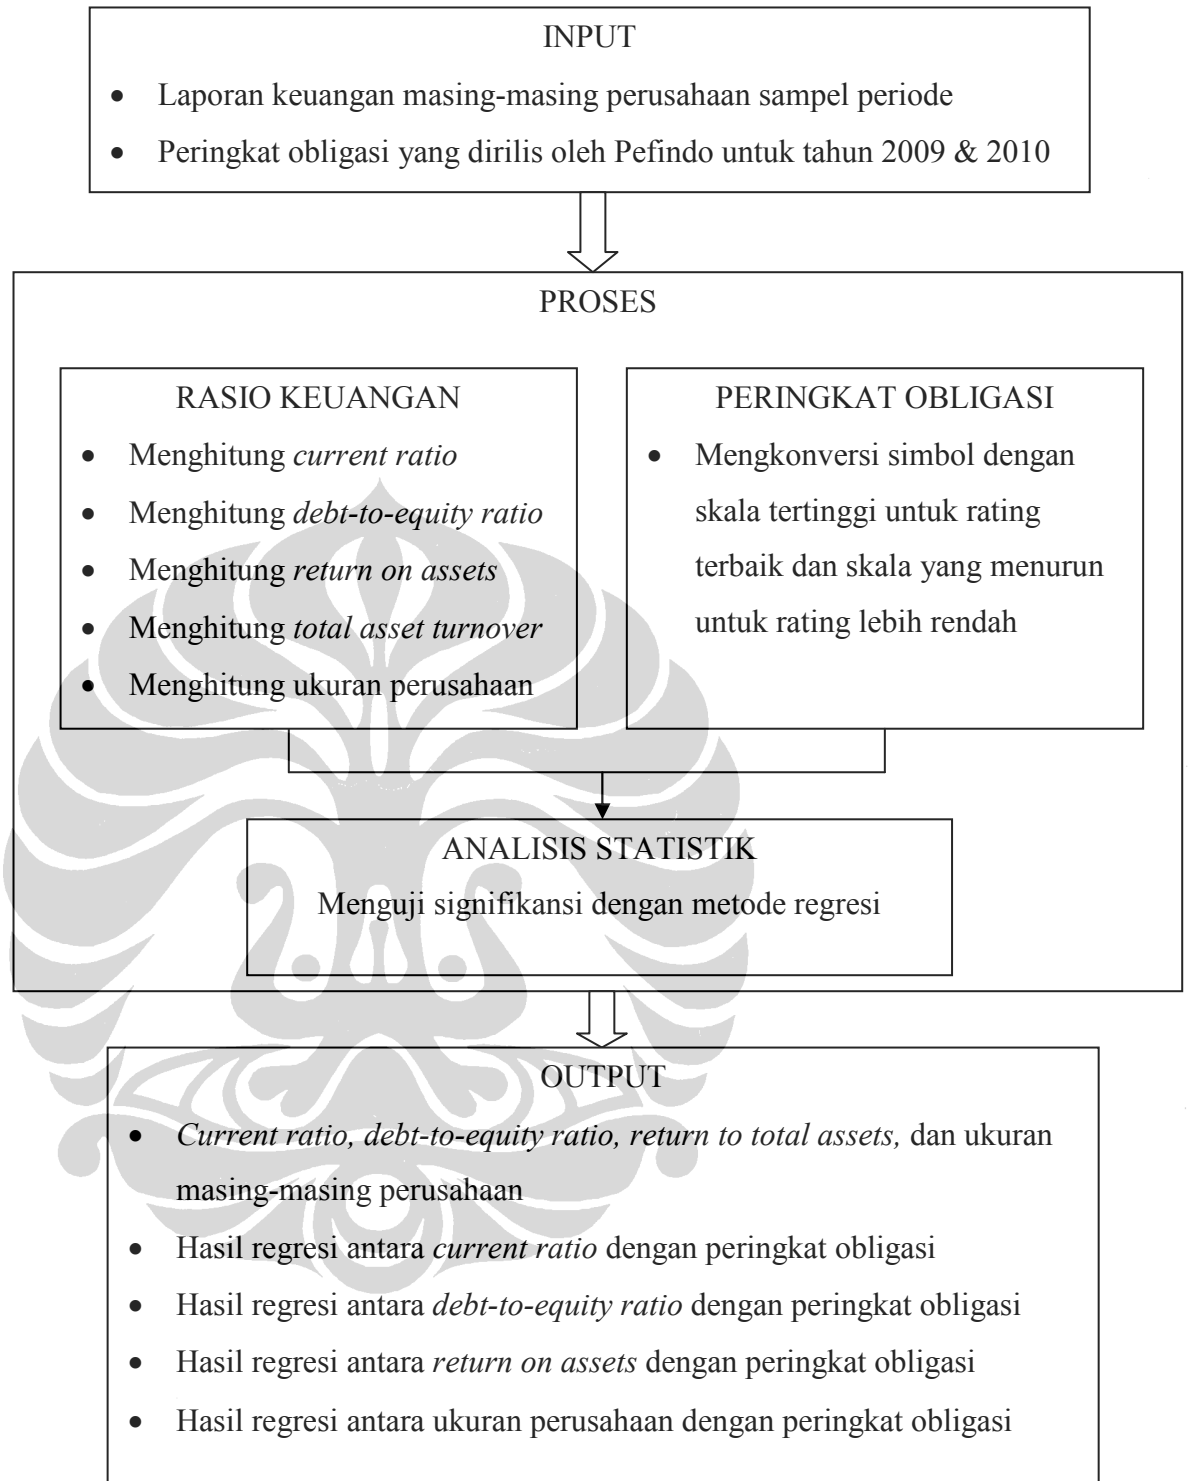 INPUT
• Laporan keuangan masing-masing perusahaan sampel periode
• Peringkat obligasi yang dirilis oleh Pefindo untuk tahun 2009 & 2010
PROSES
RASIO KEUANGAN
• Menghitung current ratio
• Menghitung debt-to-equity ratio
• Menghitung return on assets
• Menghitung total asset turnover
• Menghitung ukuran perusahaan
PERINGKAT OBLIGASI
• Mengkonversi simbol dengan
skala tertinggi untuk rating
terbaik dan skala yang menurun
untuk rating lebih rendah
ANALISIS STATISTIK
Menguji signifikansi dengan metode regresi
OUTPUT
• Current ratio, debt-to-equity ratio, return to total assets, dan ukuran
masing-masing perusahaan
• Hasil regresi antara current ratio dengan peringkat obligasi
• Hasil regresi antara debt-to-equity ratio dengan peringkat obligasi
• Hasil regresi antara return on assets dengan peringkat obligasi
• Hasil regresi antara ukuran perusahaan dengan peringkat obligasi